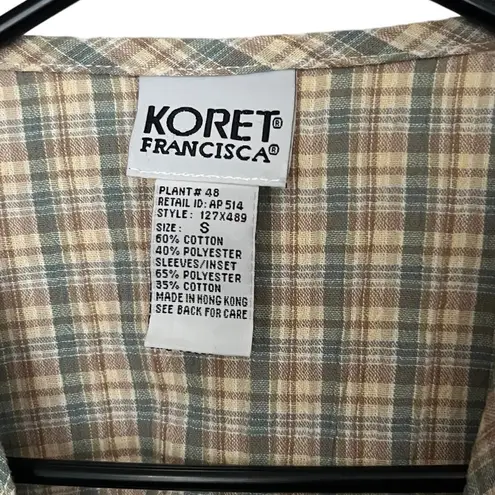 KORET®
FRANCISCA®
PLANT# 48
RETAIL ID: AP 514
STYLE: 127X489
SIZE: S
60% COTTON
40% POLYESTER
SLEEVES/INSET
65% POLYESTER
35% COTTON
MADE IN HONG KONG
SEE BACK FOR CARE